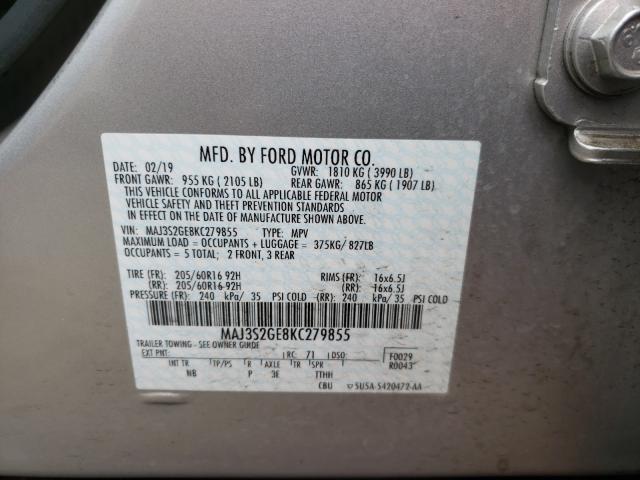 MFD. BY FORD MOTOR CO.
DATE: 02/19 GVWR: 1810 KG ( 3990 LB)
FRONT GAWR: 955 KG ( 2105 LB) REAR GAWR: 865 KG ( 1907 LB)
THIS VEHICLE CONFORMS TO ALL APPLICABLE FEDERAL MOTOR
VEHICLE SAFETY AND THEFT PREVENTION STANDARDS
IN EFFECT ON THE DATE OF MANUFACTURE SHOWN ABOVE.
VIN: MAJ3S2GE8KC279855 TYPE: MPV
MAXIMUM LOAD = OCCUPANTS + LUGGAGE = 375KG/ 827LB
OCCUPANTS = 5 TOTAL; 2 FRONT, 3 REAR
TIRE (FR): 205/60R16 92H RIMS (FR): 16x6.5J
(RR): 205/60R16 92H (RR): 16x6.5J
PRESSURE (FR): 240 kPa/ 35 PSI COLD (RR): 240 kPa/ 35 PSI COLD
MAJ3S2GE8KC279855
TRAILER TOWING - SEE OWNER GUIDE
EXT PNT: RC: 71 DSO: F0029
R0043
INT TR TP/PS R AXLE TR SPR
NB P 3E TTHH
CBU 5U5A-5420472-AA